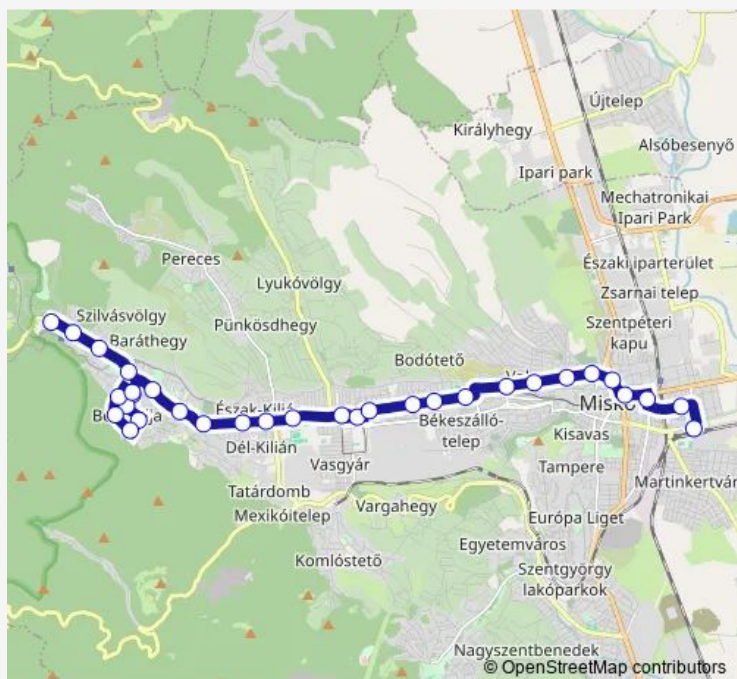 Újtelep
Királyhegy
Alsóbesenyő
Ipari park
Mechatronikai
Ipari Park
Pereces
Északi iparterület
Lyukóvölgy
Zsarnai telep
Szilvásvölgy
Pünkösdhegy
Szentpéteri
kapu
Baráthegy
Bodótető
Észak-Kilián
Békeszálló-
telep
Kisavas
Dél-Kilián
Vasgyár
Tampere
Martinkertváros
Tatárdomb
Mexikóitelep
Vargahegy
Európa Liget
Egyetemváros
Komlóstető
Szentgyörgy
lakóparkok
Nagyszentbenedek
© OpenStreetMap contributors